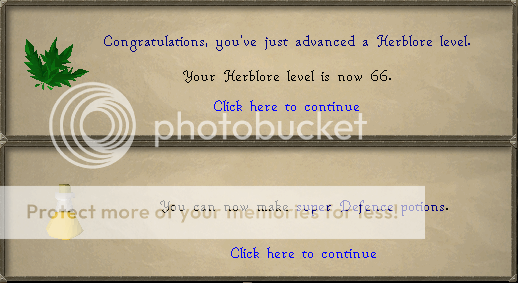 Congratulations, you've just advanced a Herblore level.
Your Herblore level is now 66.
Click here to continue
photobucket
You can now make super Defence potions.
Protect more of your memories for less!
Click here to continue